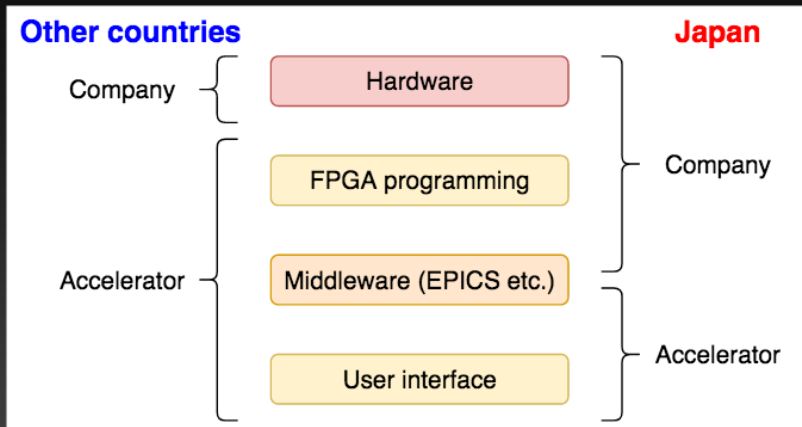 Other countries
Japan
Company
Hardware
FPGA programming
Company
Accelerator
Middleware (EPICS etc.)
Accelerator
User interface